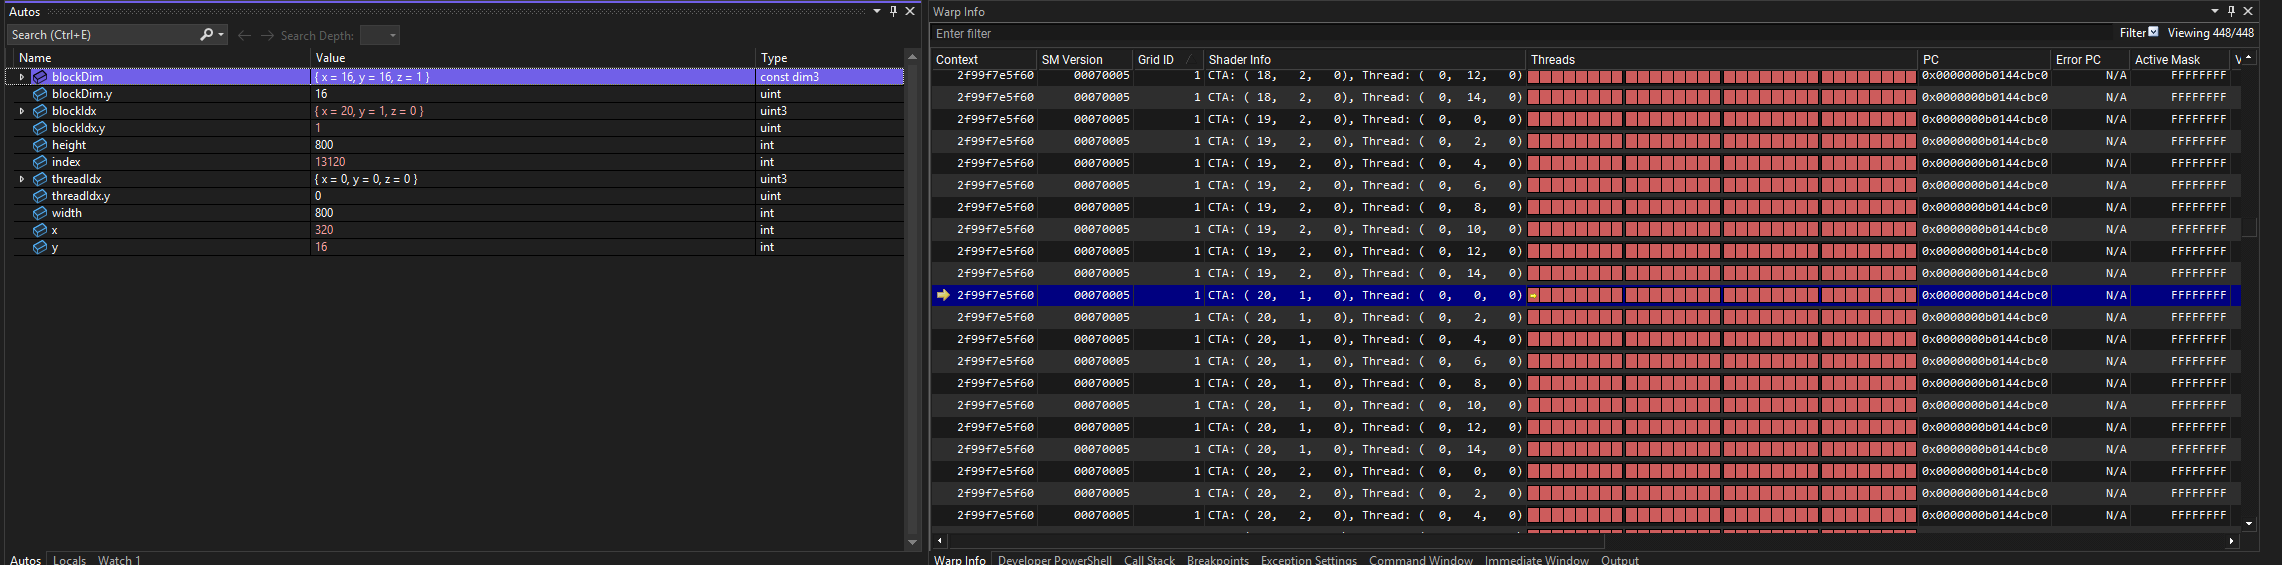 Autos
Search (Ctrl+E) Search Depth:
Name Value Type
blockDim { x = 16, y = 16, z = 1 } const dim3
blockDim.y 16 uint
blockIdx { x = 20, y = 1, z = 0 } uint3
blockIdx.y 1 uint
height 800 int
index 13120 int
threadIdx { x = 0, y = 0, z = 0 } uint3
threadIdx.y 0 uint
width 800 int
x 320 int
y 16 int
Autos Locals Watch 1
Warp Info
Enter filter Filter Viewing 448/448
Context SM Version Grid ID Shader Info Threads PC Error PC Active Mask V
2f99f7e5f60 00070005 1 CTA: ( 18, 2, 0), Thread: ( 0, 12, 0) 0x0000000b0144cbc0 N/A FFFFFFFF
2f99f7e5f60 00070005 1 CTA: ( 18, 2, 0), Thread: ( 0, 14, 0) 0x0000000b0144cbc0 N/A FFFFFFFF
2f99f7e5f60 00070005 1 CTA: ( 19, 2, 0), Thread: ( 0, 0, 0) 0x0000000b0144cbc0 N/A FFFFFFFF
2f99f7e5f60 00070005 1 CTA: ( 19, 2, 0), Thread: ( 0, 2, 0) 0x0000000b0144cbc0 N/A FFFFFFFF
2f99f7e5f60 00070005 1 CTA: ( 19, 2, 0), Thread: ( 0, 4, 0) 0x0000000b0144cbc0 N/A FFFFFFFF
2f99f7e5f60 00070005 1 CTA: ( 19, 2, 0), Thread: ( 0, 6, 0) 0x0000000b0144cbc0 N/A FFFFFFFF
2f99f7e5f60 00070005 1 CTA: ( 19, 2, 0), Thread: ( 0, 8, 0) 0x0000000b0144cbc0 N/A FFFFFFFF
2f99f7e5f60 00070005 1 CTA: ( 19, 2, 0), Thread: ( 0, 10, 0) 0x0000000b0144cbc0 N/A FFFFFFFF
2f99f7e5f60 00070005 1 CTA: ( 19, 2, 0), Thread: ( 0, 12, 0) 0x0000000b0144cbc0 N/A FFFFFFFF
2f99f7e5f60 00070005 1 CTA: ( 19, 2, 0), Thread: ( 0, 14, 0) 0x0000000b0144cbc0 N/A FFFFFFFF
2f99f7e5f60 00070005 1 CTA: ( 20, 1, 0), Thread: ( 0, 0, 0) 0x0000000b0144cbc0 N/A FFFFFFFF
2f99f7e5f60 00070005 1 CTA: ( 20, 1, 0), Thread: ( 0, 2, 0) 0x0000000b0144cbc0 N/A FFFFFFFF
2f99f7e5f60 00070005 1 CTA: ( 20, 1, 0), Thread: ( 0, 4, 0) 0x0000000b0144cbc0 N/A FFFFFFFF
2f99f7e5f60 00070005 1 CTA: ( 20, 1, 0), Thread: ( 0, 6, 0) 0x0000000b0144cbc0 N/A FFFFFFFF
2f99f7e5f60 00070005 1 CTA: ( 20, 1, 0), Thread: ( 0, 8, 0) 0x0000000b0144cbc0 N/A FFFFFFFF
2f99f7e5f60 00070005 1 CTA: ( 20, 1, 0), Thread: ( 0, 10, 0) 0x0000000b0144cbc0 N/A FFFFFFFF
2f99f7e5f60 00070005 1 CTA: ( 20, 1, 0), Thread: ( 0, 12, 0) 0x0000000b0144cbc0 N/A FFFFFFFF
2f99f7e5f60 00070005 1 CTA: ( 20, 1, 0), Thread: ( 0, 14, 0) 0x0000000b0144cbc0 N/A FFFFFFFF
2f99f7e5f60 00070005 1 CTA: ( 20, 2, 0), Thread: ( 0, 0, 0) 0x0000000b0144cbc0 N/A FFFFFFFF
2f99f7e5f60 00070005 1 CTA: ( 20, 2, 0), Thread: ( 0, 2, 0) 0x0000000b0144cbc0 N/A FFFFFFFF
2f99f7e5f60 00070005 1 CTA: ( 20, 2, 0), Thread: ( 0, 4, 0) 0x0000000b0144cbc0 N/A FFFFFFFF
Warp Info Developer PowerShell Call Stack Breakpoints Exception Settings Command Window Immediate Window Output